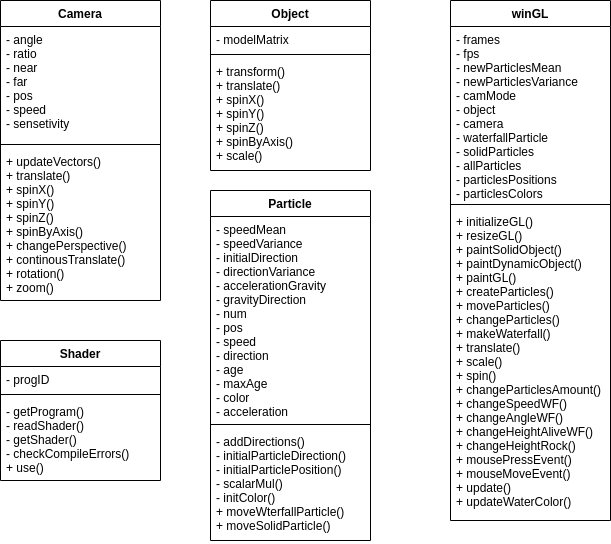 Camera
- angle
- ratio
- near
- far
- pos
- speed
- sensetivity
+ updateVectors()
+ translate()
+ spinX()
+ spinY()
+ spinZ()
+ spinByAxis()
+ changePerspective()
+ continousTranslate()
+ rotation()
+ zoom()
Shader
- progID
- getProgram()
- readShader()
- getShader()
- checkCompileErrors()
+ use()
Object
- modelMatrix
+ transform()
+ translate()
+ spinX()
+ spinY()
+ spinZ()
+ spinByAxis()
+ scale()
Particle
- speedMean
- speedVariance
- initialDirection
- directionVariance
- accelerationGravity
- gravityDirection
- num
- pos
- speed
- direction
- age
- maxAge
- color
- acceleration
- addDirections()
- initialParticleDirection()
- initialParticlePosition()
- scalarMul()
- initColor()
+ moveWterfallParticle()
+ moveSolidParticle()
winGL
- frames
- fps
- newParticlesMean
- newParticlesVariance
- camMode
- object
- camera
- waterfallParticle
- solidParticles
- allParticles
- particlesPositions
- particlesColors
+ initializeGL()
+ resizeGL()
+ paintSolidObject()
+ paintDynamicObject()
+ paintGL()
+ createParticles()
+ moveParticles()
+ changeParticles()
+ makeWaterfall()
+ translate()
+ scale()
+ spin()
+ changeParticlesAmount()
+ changeSpeedWF()
+ changeAngleWF()
+ changeHeightAliveWF()
+ changeHeightRock()
+ mousePressEvent()
+ mouseMoveEvent()
+ update()
+ updateWaterColor()